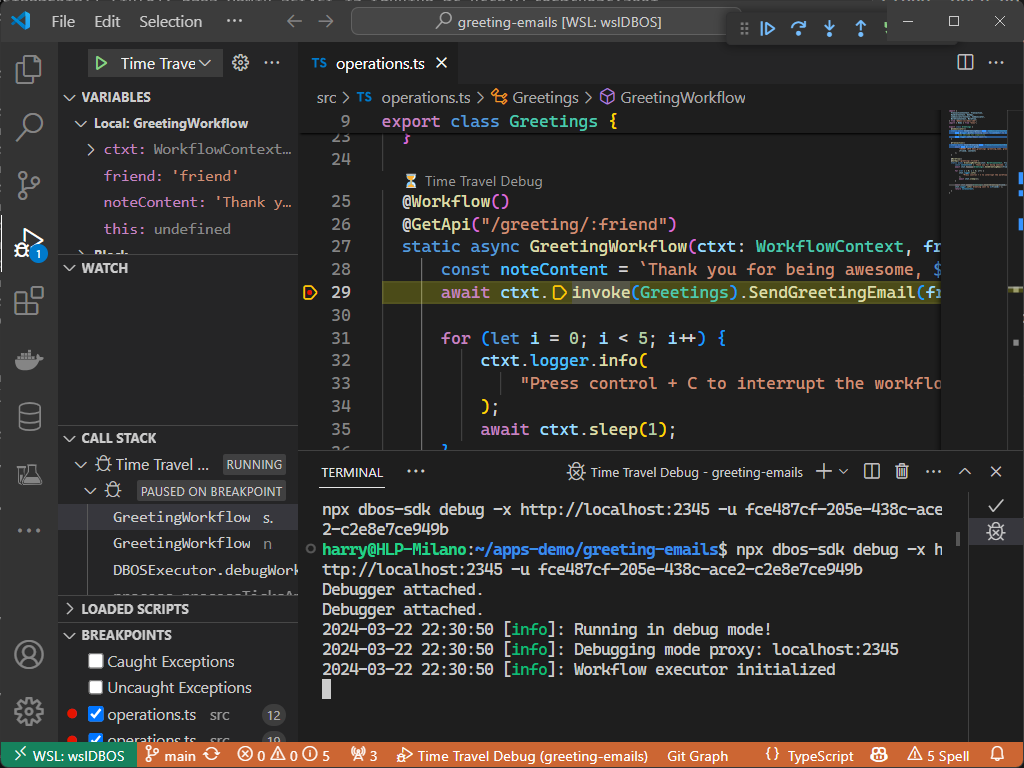 File Edit Selection ··· greeting-emails [WSL: wslDBOS]
Time Trave
VARIABLES
Local: GreetingWorkflow
ctxt: WorkflowContext…
friend: 'friend'
noteContent: 'Thank y…
this: undefined
WATCH
CALL STACK
Time Travel ... RUNNING
PAUSED ON BREAKPOINT
GreetingWorkflow s.
GreetingWorkflow n
DBOSExecutor.debugWork
LOADED SCRIPTS
BREAKPOINTS
Caught Exceptions
Uncaught Exceptions
operations.ts src 12
operations.ts src 19
1
TS operations.ts
src > TS operations.ts > Greetings > GreetingWorkflow
9 export class Greetings {
23 }
24
Time Travel Debug
25 @Workflow()
26 @GetApi("/greeting/:friend")
27 static async GreetingWorkflow(ctxt: WorkflowContext, fr
28 const noteContent = `Thank you for being awesome, $
29 await ctxt.invoke(Greetings).SendGreetingEmail(fr
30
31 for (let i = 0; i < 5; i++) {
32 ctxt.logger.info(
33 "Press control + C to interrupt the workflo
34 );
35 await ctxt.sleep(1);
TERMINAL ··· Time Travel Debug - greeting-emails
npx dbos-sdk debug -x http://localhost:2345 -u fce487cf-205e-438c-ace
2-c2e8e7ce949b
harry@HLP-Milano:~/apps-demo/greeting-emails$ npx dbos-sdk debug -x h
ttp://localhost:2345 -u fce487cf-205e-438c-ace2-c2e8e7ce949b
Debugger attached.
Debugger attached.
2024-03-22 22:30:50 [info]: Running in debug mode!
2024-03-22 22:30:50 [info]: Debugging mode proxy: localhost:2345
2024-03-22 22:30:50 [info]: Workflow executor initialized
WSL: wslDBOS main 0 0 5 3 Time Travel Debug (greeting-emails) Git Graph {} TypeScript 5 Spell